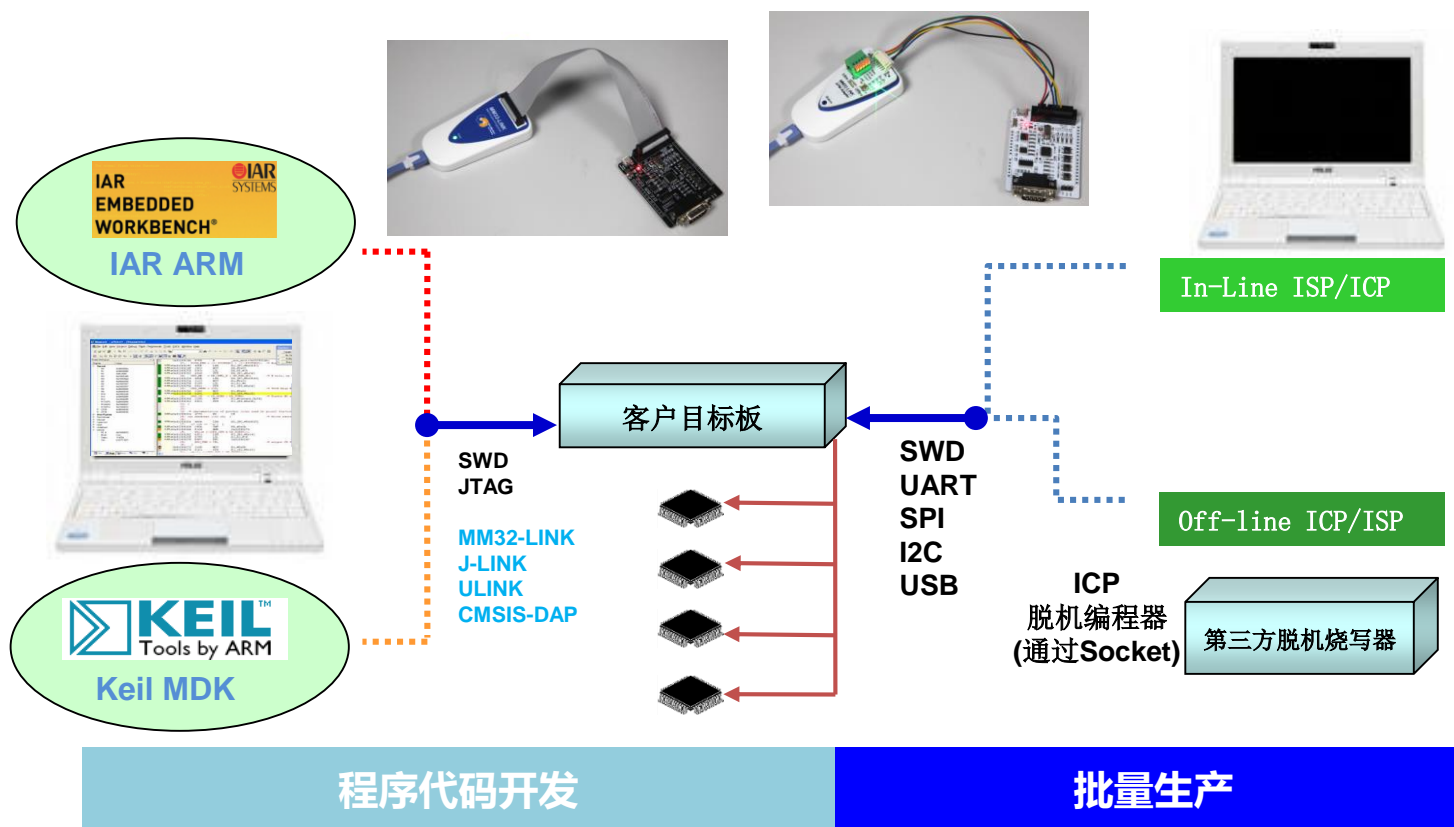 IAR
EMBEDDED
WORKBENCH®
IAR
SYSTEMS
IAR ARM
MM32-LINK
In-Line ISP/ICP
客户目标板
SWD
JTAG
MM32-LINK
J-LINK
ULINK
CMSIS-DAP
SWD
UART
SPI
I2C
USB
Off-line ICP/ISP
ICP
脱机编程器
(通过Socket)
第三方脱机烧写器
KEIL™
Tools by ARM
Keil MDK
程序代码开发
批量生产